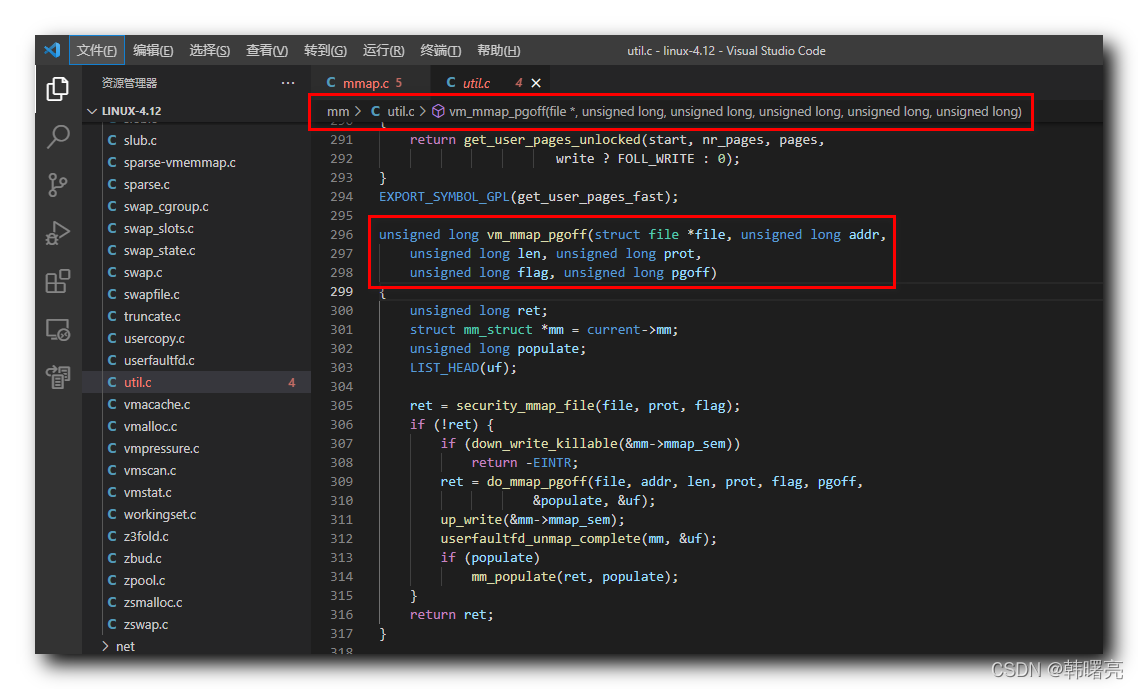 文件(F) 编辑(E) 选择(S) 查看(V) 转到(G) 运行(R) 终端(T) 帮助(H) util.c - linux-4.12 - Visual Studio Code
资源管理器 ···
LINUX-4.12
slub.c
sparse-vmemmap.c
sparse.c
swap_cgroup.c
swap_slots.c
swap_state.c
swap.c
swapfile.c
truncate.c
usercopy.c
userfaultfd.c
util.c 4
vmacache.c
vmalloc.c
vmpressure.c
vmscan.c
vmstat.c
workingset.c
z3fold.c
zbud.c
zpool.c
zsmalloc.c
zswap.c
net
C mmap.c 5 C util.c 4
mm > C util.c > vm_mmap_pgoff(file *, unsigned long, unsigned long, unsigned long, unsigned long, unsigned long)
290 {
291 return get_user_pages_unlocked(start, nr_pages, pages,
292 write ? FOLL_WRITE : 0);
293 }
294 EXPORT_SYMBOL_GPL(get_user_pages_fast);
295
296 unsigned long vm_mmap_pgoff(struct file *file, unsigned long addr,
297 unsigned long len, unsigned long prot,
298 unsigned long flag, unsigned long pgoff)
299 {
300 unsigned long ret;
301 struct mm_struct *mm = current->mm;
302 unsigned long populate;
303 LIST_HEAD(uf);
304
305 ret = security_mmap_file(file, prot, flag);
306 if (!ret) {
307 if (down_write_killable(&mm->mmap_sem))
308 return -EINTR;
309 ret = do_mmap_pgoff(file, addr, len, prot, flag, pgoff,
310 &populate, &uf);
311 up_write(&mm->mmap_sem);
312 userfaultfd_unmap_complete(mm, &uf);
313 if (populate)
314 mm_populate(ret, populate);
315 }
316 return ret;
317 }
318
CSDN @韩曙亮